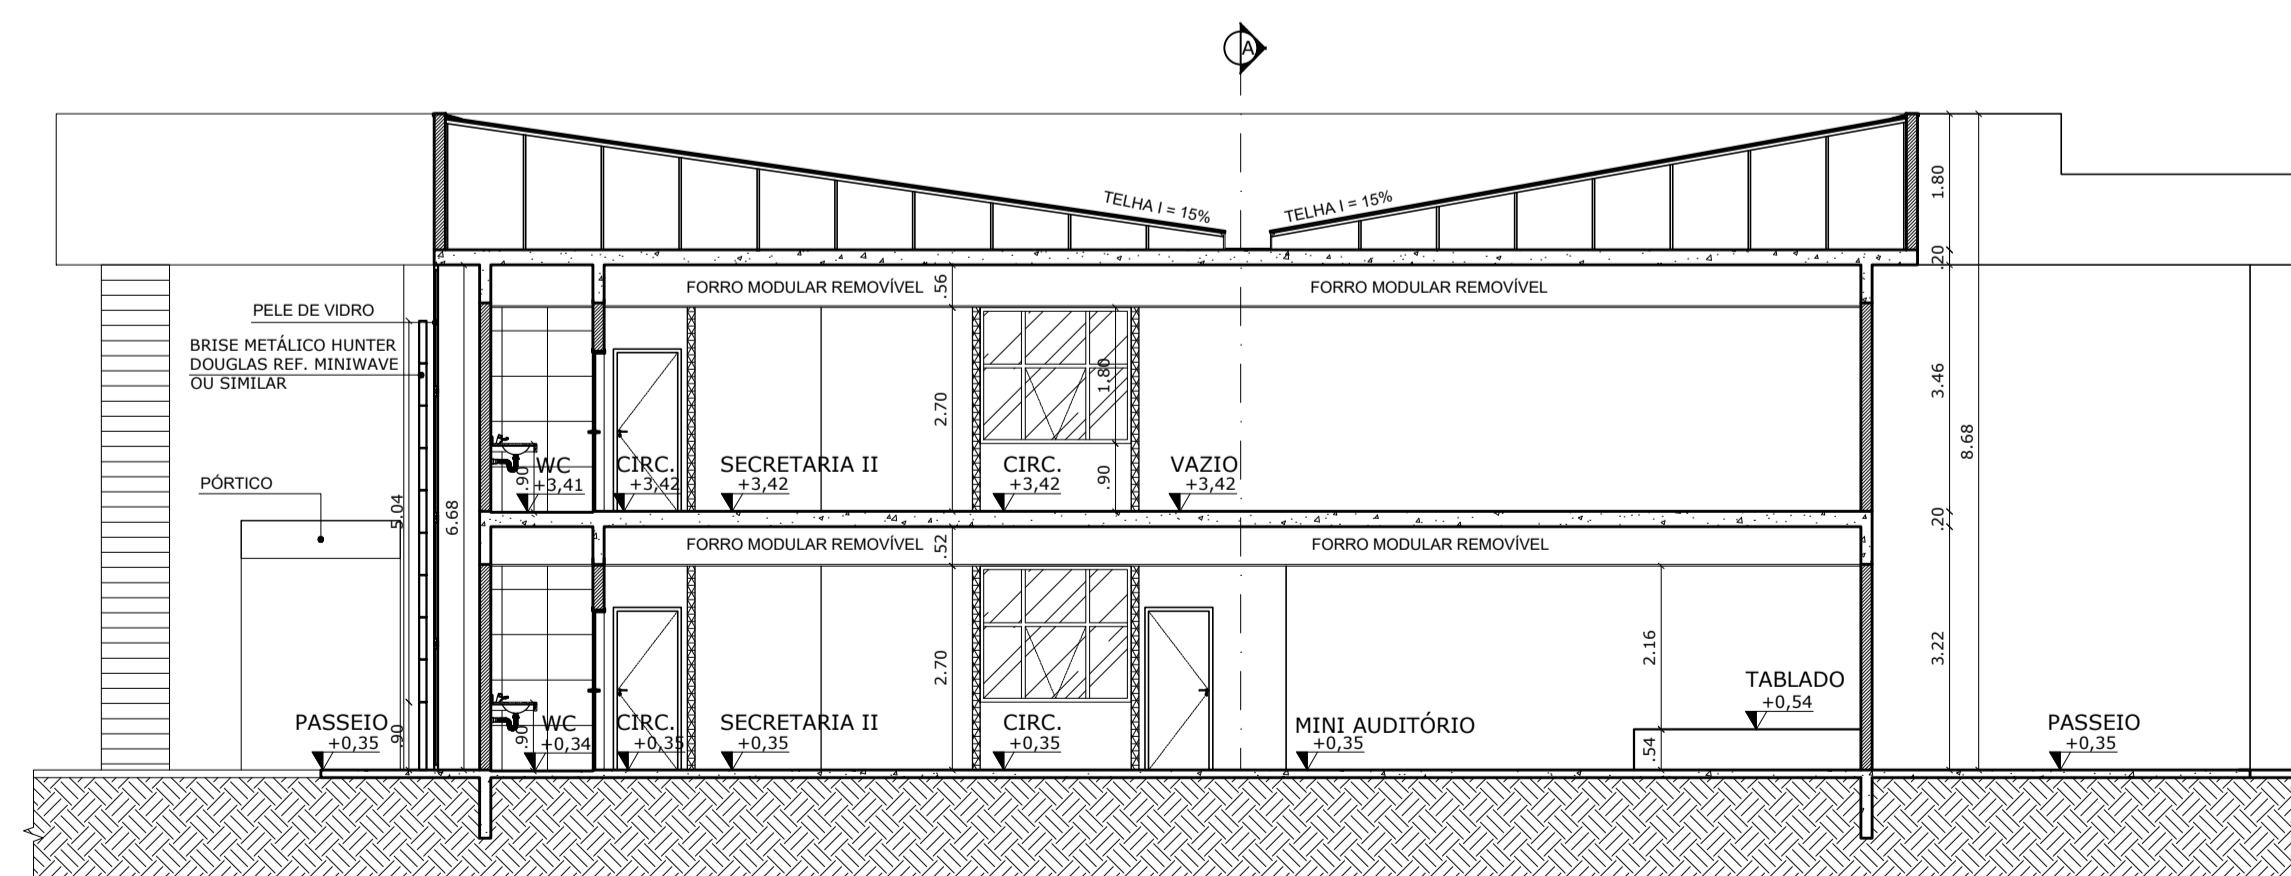 A
TELHA I = 15%
TELHA I = 15%
1.80
.20
FORRO MODULAR REMOVÍVEL
.56
FORRO MODULAR REMOVÍVEL
PELE DE VIDRO
BRISE METÁLICO HUNTER
DOUGLAS REF. MINIWAVE
OU SIMILAR
1.80
2.70
3.46
8.68
WC
+3,41
.90
CIRC.
+3,42
SECRETARIA II
+3,42
CIRC.
+3,42
.90
VAZIO
+3,42
PÓRTICO
5.04
6.68
.20
FORRO MODULAR REMOVÍVEL
.52
FORRO MODULAR REMOVÍVEL
2.70
2.16
3.22
PASSEIO
+0,35
.90
.90
WC
+0,34
CIRC.
+0,35
SECRETARIA II
+0,35
CIRC.
+0,35
MINI AUDITÓRIO
+0,35
.54
TABLADO
+0,54
PASSEIO
+0,35